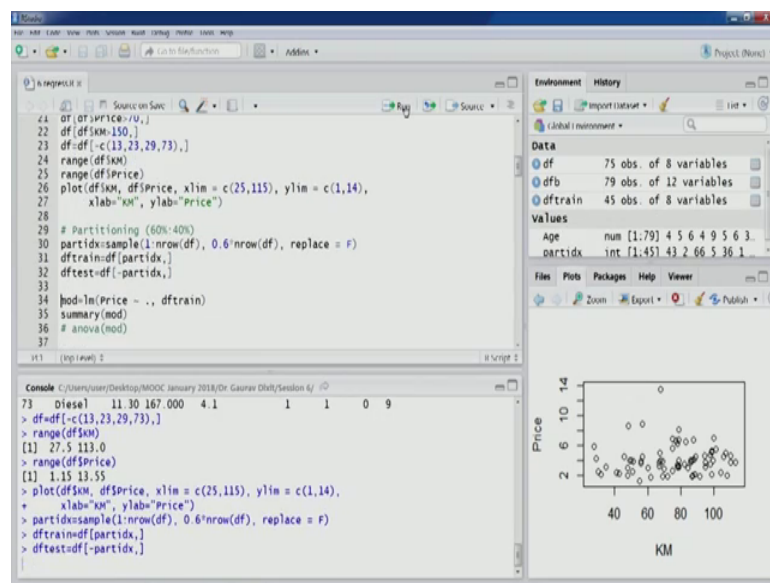 RStudio
File Edit Code View Plots Session Build Debug Profile Tools Help
Go to file/function
Addins
Project: (None)
Source on Save
Run
Source
21 df[df$Price>70,]
22 df[df$KM>150,]
23 df=df[-c(13,23,29,73),]
24 range(df$KM)
25 range(df$Price)
26 plot(df$KM, df$Price, xlim = c(25,115), ylim = c(1,14),
27 xlab="KM", ylab="Price")
28
29 # Partitioning (60%:40%)
30 partidx=sample(1:nrow(df), 0.6*nrow(df), replace = F)
31 dftrain=df[partidx,]
32 dftest=df[-partidx,]
33
34 mod=lm(Price ~ ., dftrain)
35 summary(mod)
36 # anova(mod)
37
(Top Level)
R Script
Console C:/Users/user/Desktop/MOOC January 2018/Dr. Gaurav Dixit/Session 6/
73 Diesel 11.30 167.000 4.1 1 1 0 9
> df=df[-c(13,23,29,73),]
> range(df$KM)
[1] 27.5 113.0
> range(df$Price)
[1] 1.15 13.55
> plot(df$KM, df$Price, xlim = c(25,115), ylim = c(1,14),
+ xlab="KM", ylab="Price")
> partidx=sample(1:nrow(df), 0.6*nrow(df), replace = F)
> dftrain=df[partidx,]
> dftest=df[-partidx,]
Environment History
Import Dataset
List
Global Environment
Data
df 75 obs. of 8 variables
dfb 79 obs. of 12 variables
dftrain 45 obs. of 8 variables
Values
Age num [1:79] 4 5 6 4 9 5 6 3…
partidx int [1:45] 43 2 66 5 36 1
Files Plots Packages Help Viewer
Zoom Export Publish
Price
2 6 10 14
40 60 80 100
KM